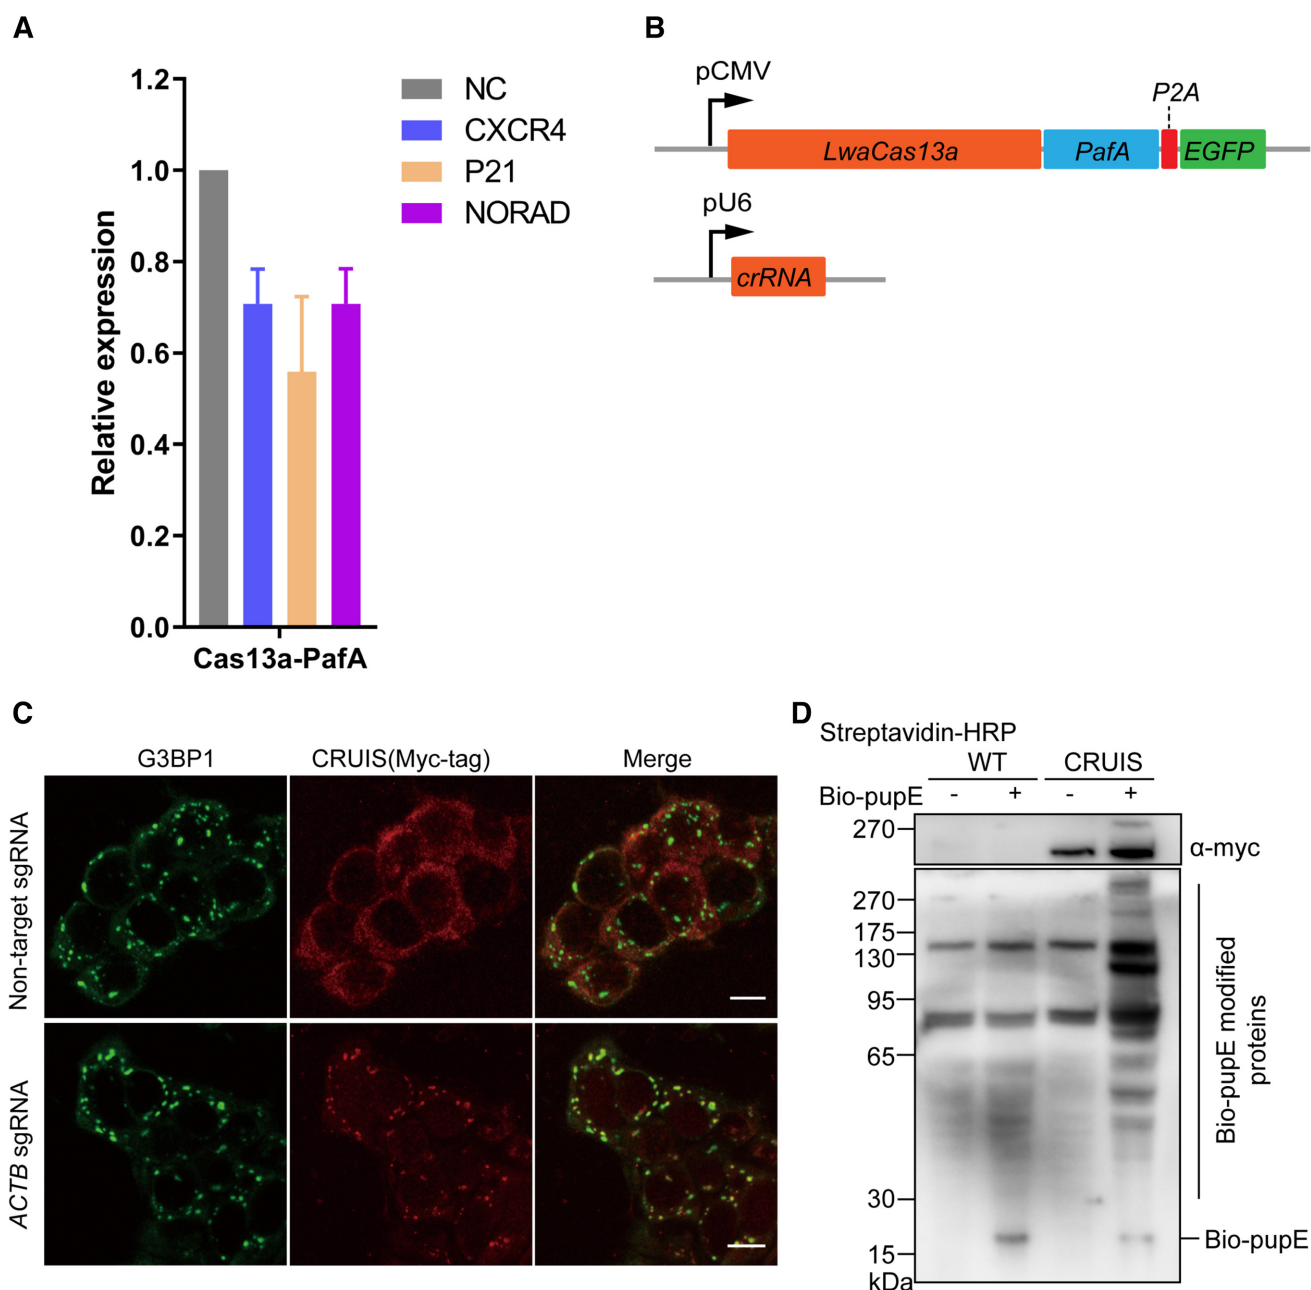 A
1.2
1.0
0.8
0.6
0.4
0.2
0.0
Relative expression
Cas13a-PafA
NC
CXCR4
P21
NORAD
B
pCMV
P2A
LwaCas13a
PafA
EGFP
pU6
crRNA
C
G3BP1
CRUIS(Myc-tag)
Merge
Non-target sgRNA
ACTB sgRNA
D
Streptavidin-HRP
WT
CRUIS
Bio-pupE
- + - +
270
α-myc
270
175
130
95
65
30
15
kDa
Bio-pupE modified
proteins
Bio-pupE